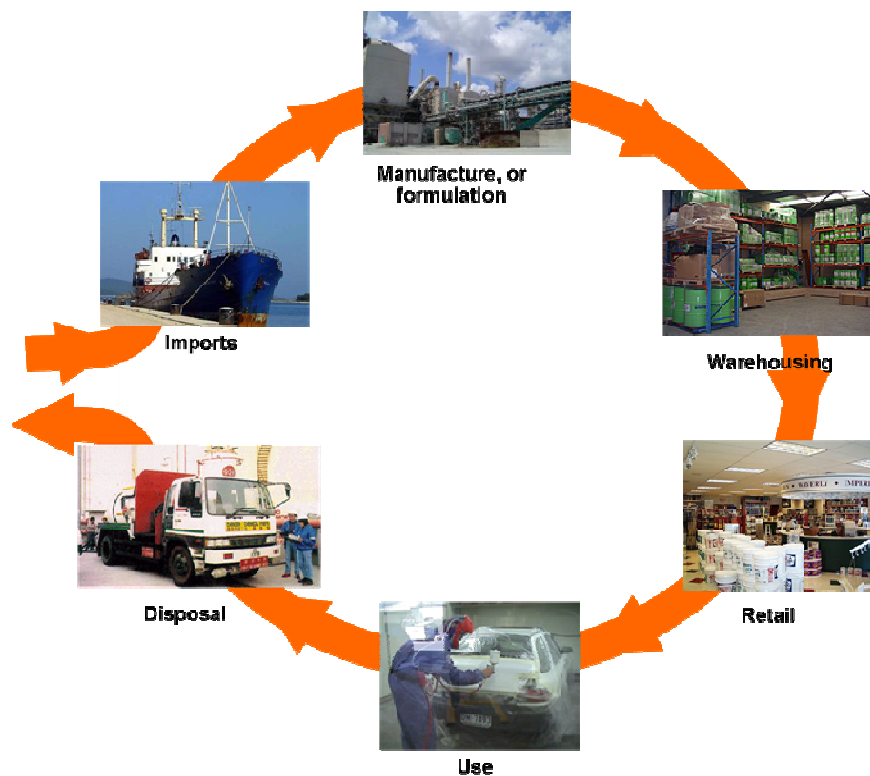 Manufacture, or
formulation
Imports
Warehousing
Retail
Disposal
Use